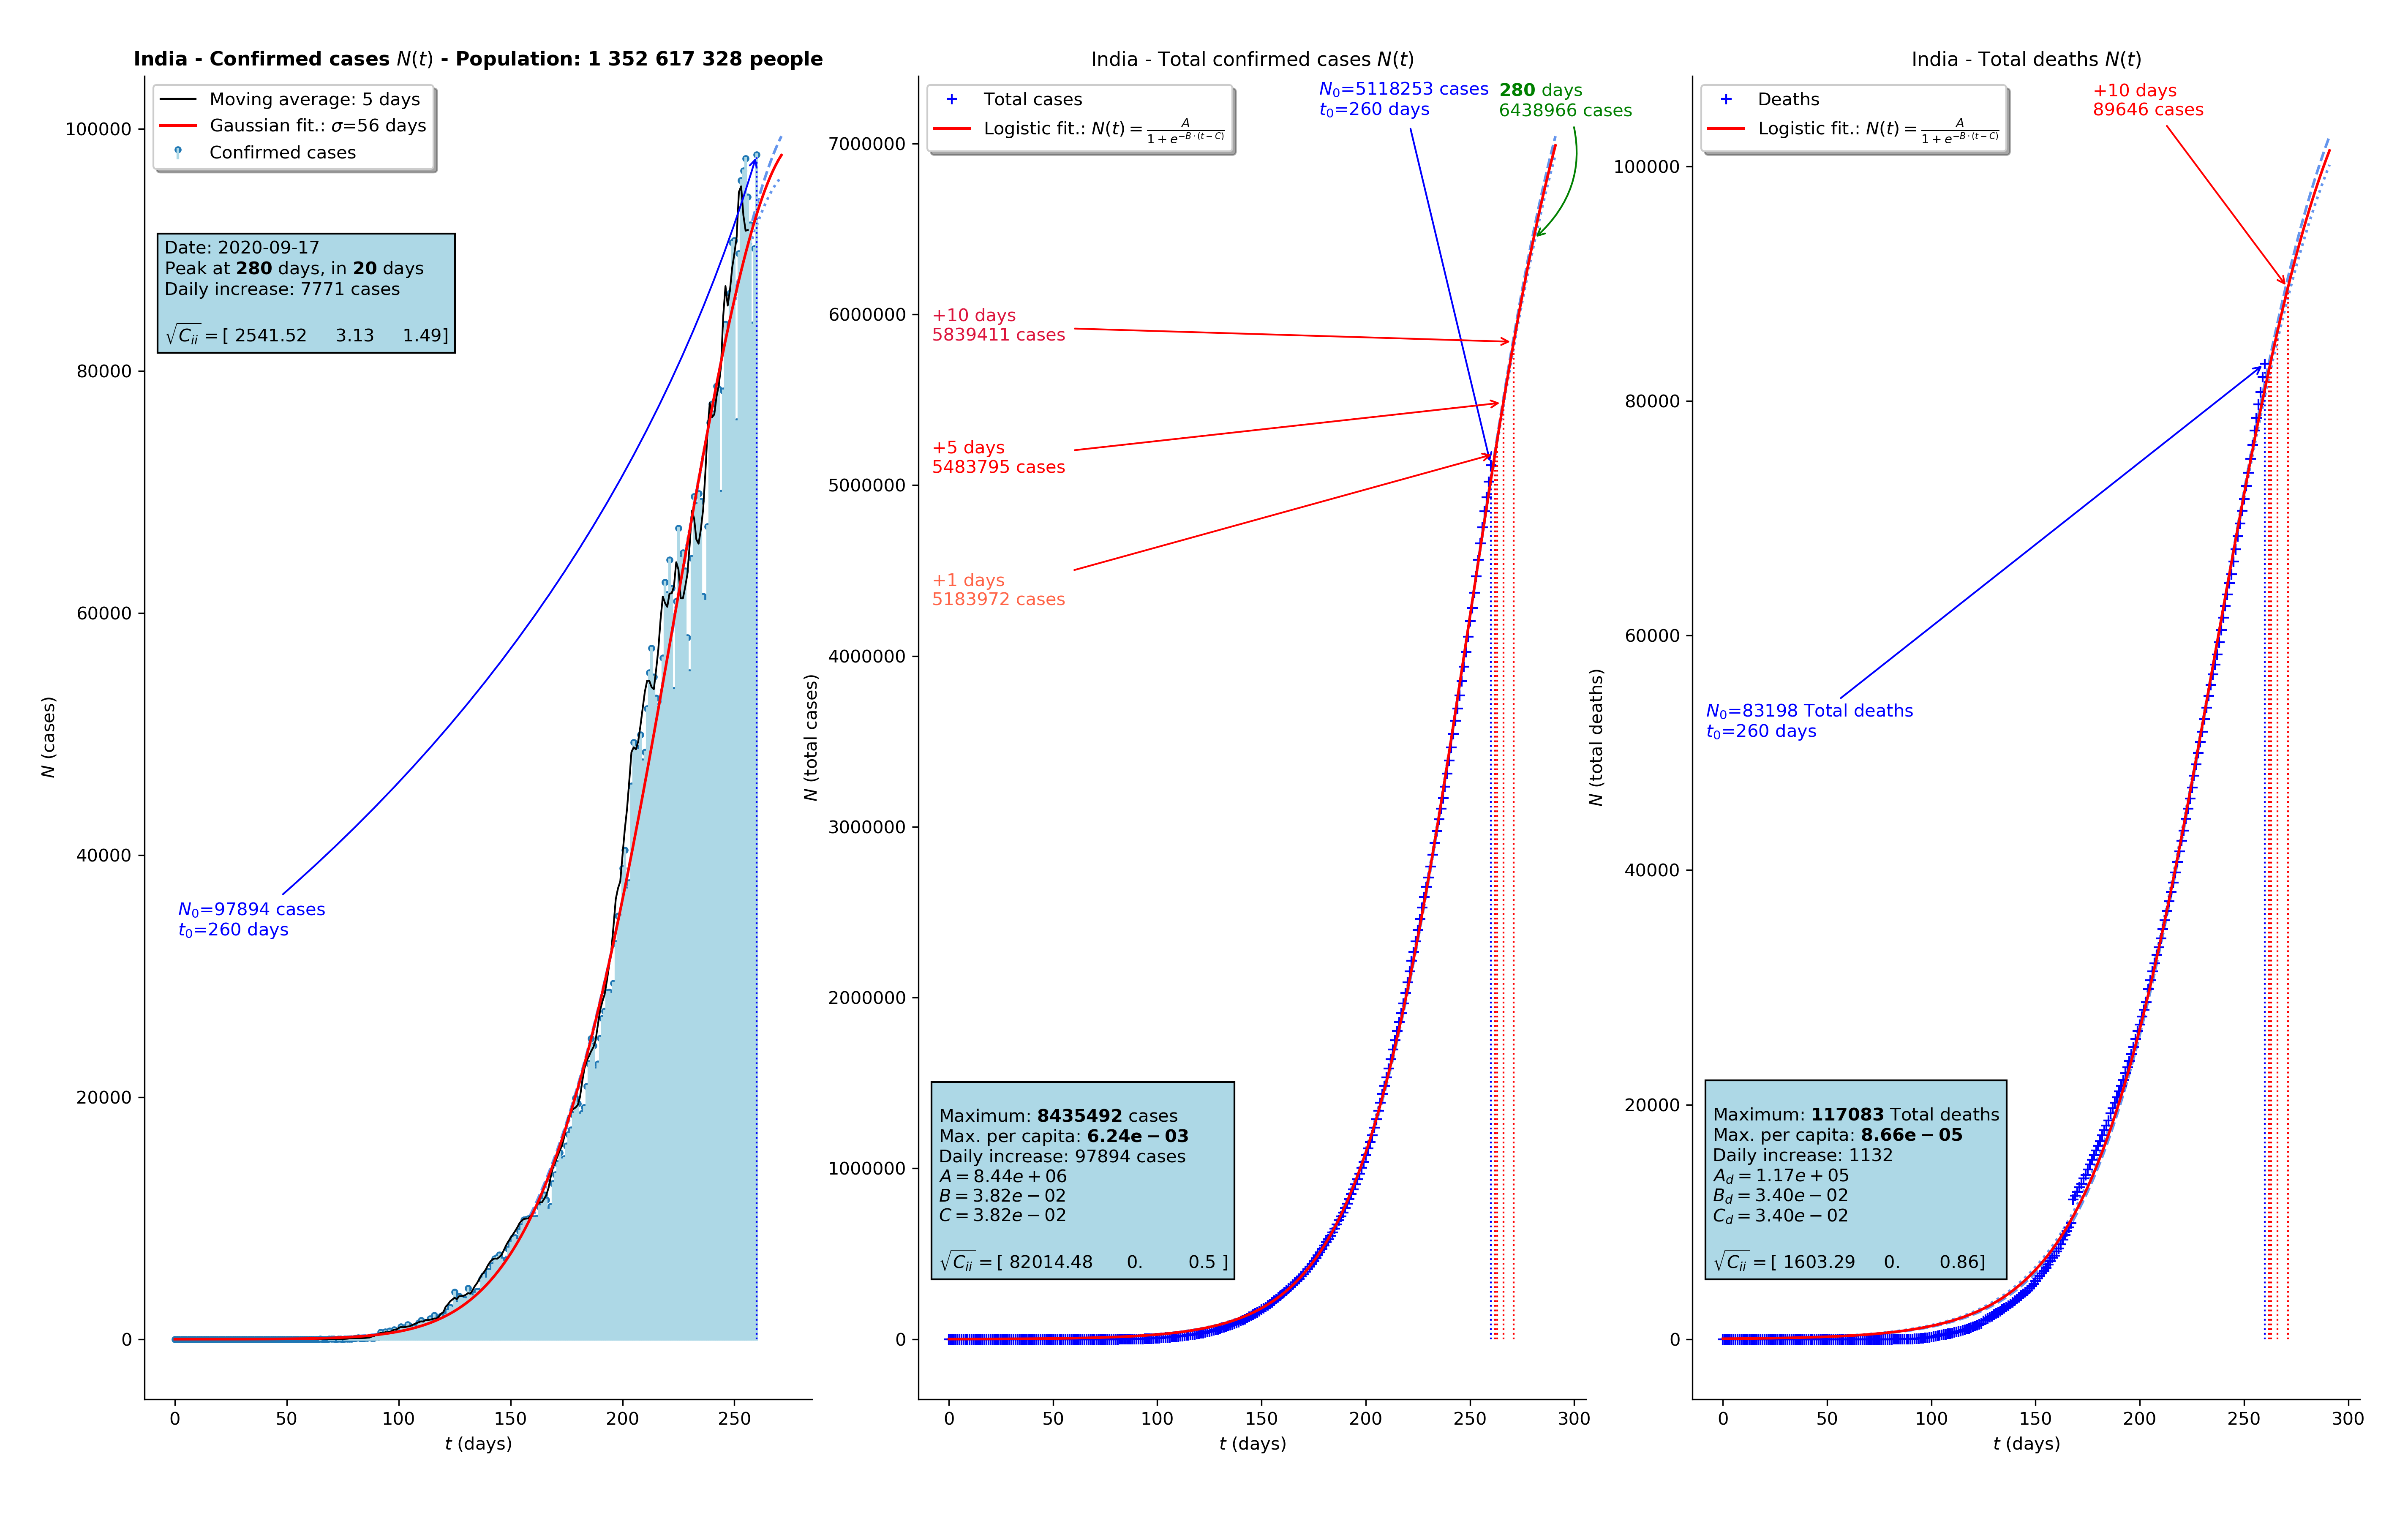 India - Confirmed cases N(t) - Population: 1 352 617 328 people
Moving average: 5 days
Gaussian fit.: σ=56 days
Confirmed cases
Date: 2020-09-17
Peak at 280 days, in 20 days
Daily increase: 7771 cases
√C_ii = [ 2541.52 3.13 1.49]
N₀=97894 cases
t₀=260 days
N (cases)
100000
80000
60000
40000
20000
0
0 50 100 150 200 250
t (days)
India - Total confirmed cases N(t)
Total cases
Logistic fit.: N(t) = A / (1 + e^{-B·(t-C)})
N₀=5118253 cases
t₀=260 days
280 days
6438966 cases
+10 days
5839411 cases
+5 days
5483795 cases
+1 days
5183972 cases
Maximum: 8435492 cases
Max. per capita: 6.24e − 03
Daily increase: 97894 cases
A = 8.44e + 06
B = 3.82e − 02
C = 3.82e − 02
√C_ii = [ 82014.48 0. 0.5 ]
N (total cases)
7000000
6000000
5000000
4000000
3000000
2000000
1000000
0
0 50 100 150 200 250 300
t (days)
India - Total deaths N(t)
Deaths
Logistic fit.: N(t) = A / (1 + e^{-B·(t-C)})
+10 days
89646 cases
N₀=83198 Total deaths
t₀=260 days
Maximum: 117083 Total deaths
Max. per capita: 8.66e − 05
Daily increase: 1132
A_d = 1.17e + 05
B_d = 3.40e − 02
C_d = 3.40e − 02
√C_ii = [ 1603.29 0. 0.86]
N (total deaths)
100000
80000
60000
40000
20000
0
0 50 100 150 200 250 300
t (days)